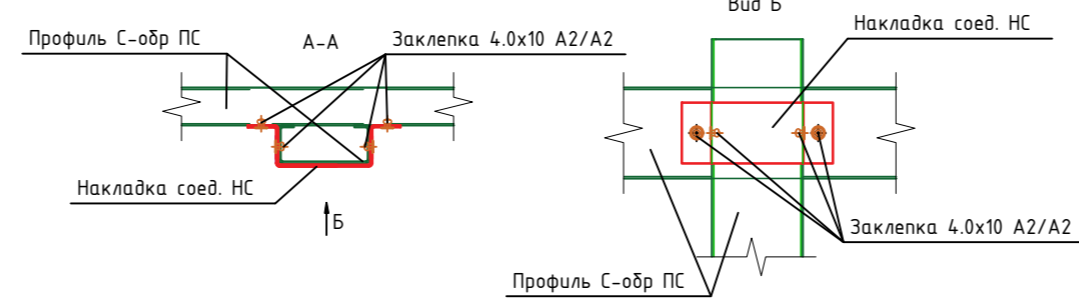 Вид Б
Профиль С-обр ПС
А-А
Заклепка 4.0х10 А2/А2
Накладка соед. НС
Накладка соед. НС
Б
Заклепка 4.0х10 А2/А2
Профиль С-обр ПС